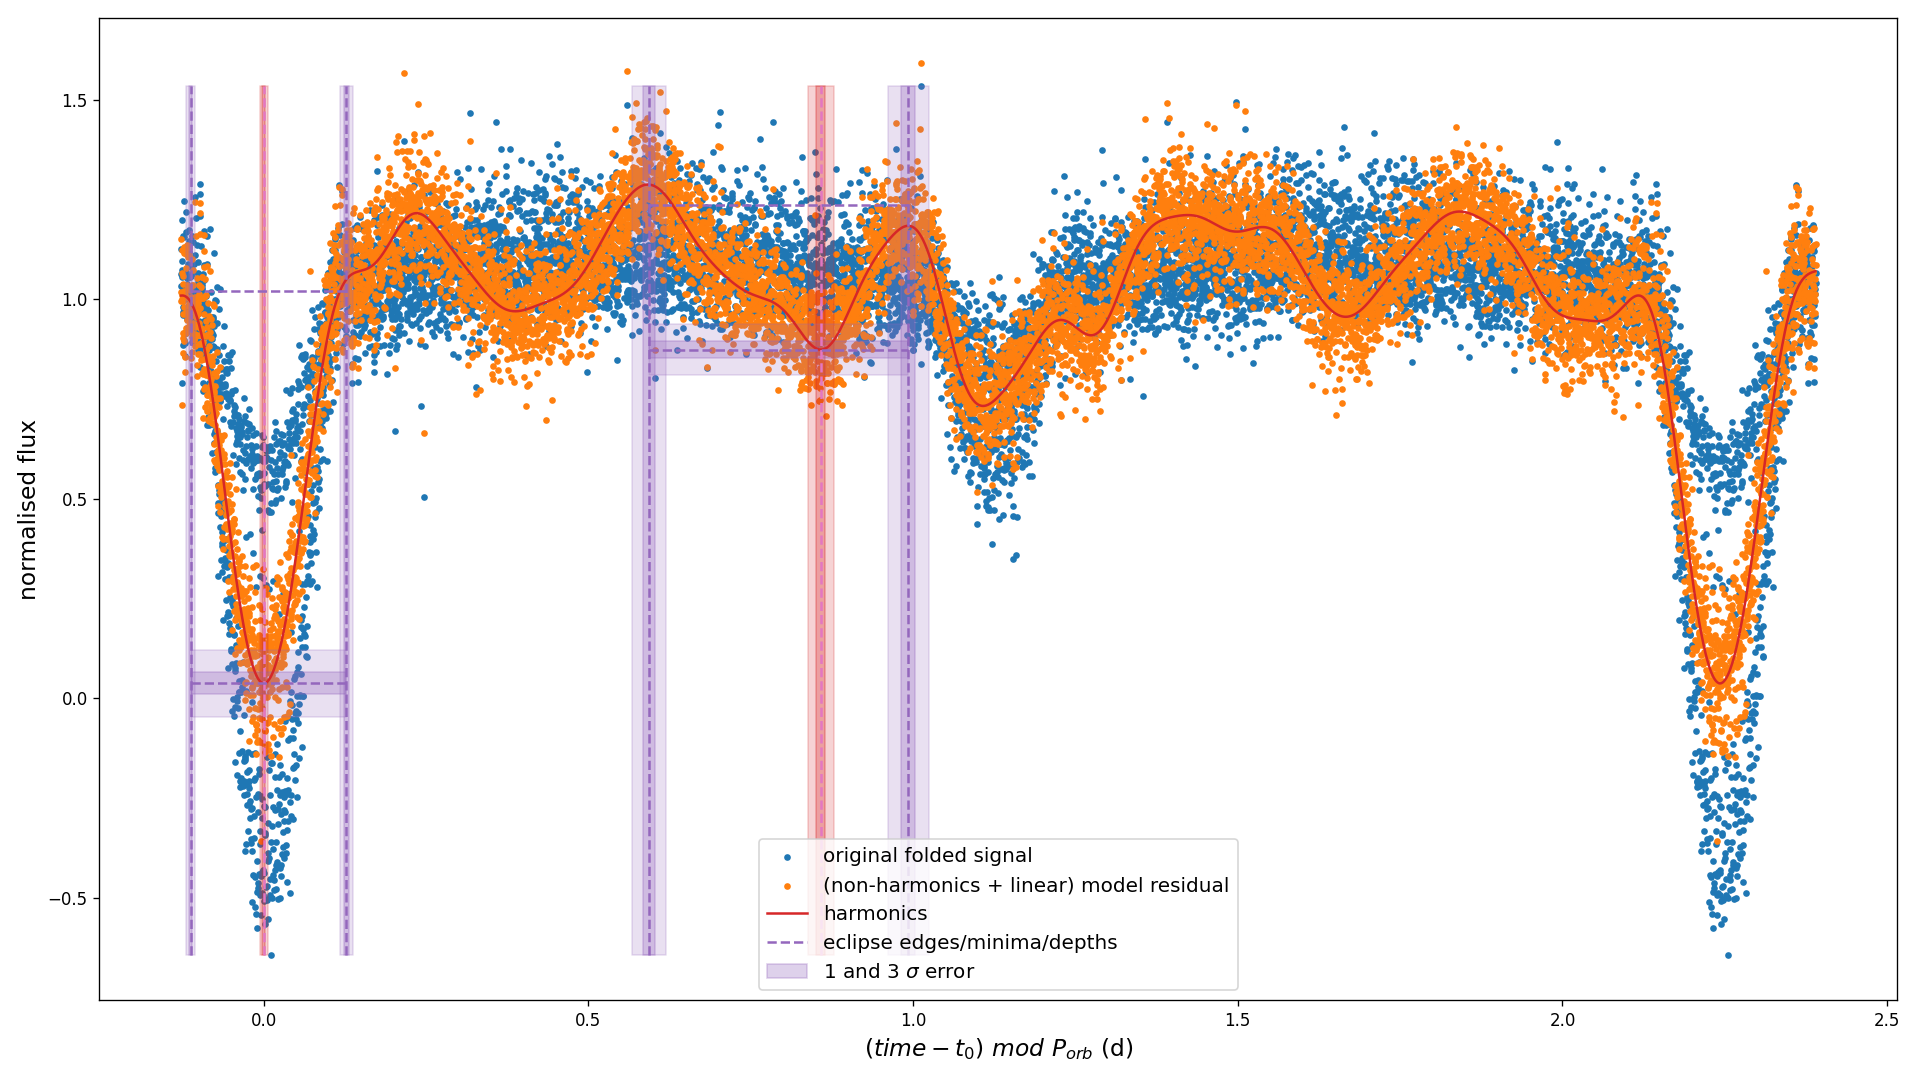 normalised flux
1.5
1.0
0.5
0.0
−0.5
original folded signal
(non-harmonics + linear) model residual
harmonics
eclipse edges/minima/depths
1 and 3 σ error
0.0 0.5 1.0 1.5 2.0 2.5
(time − t₀) mod Pₒᵣb (d)